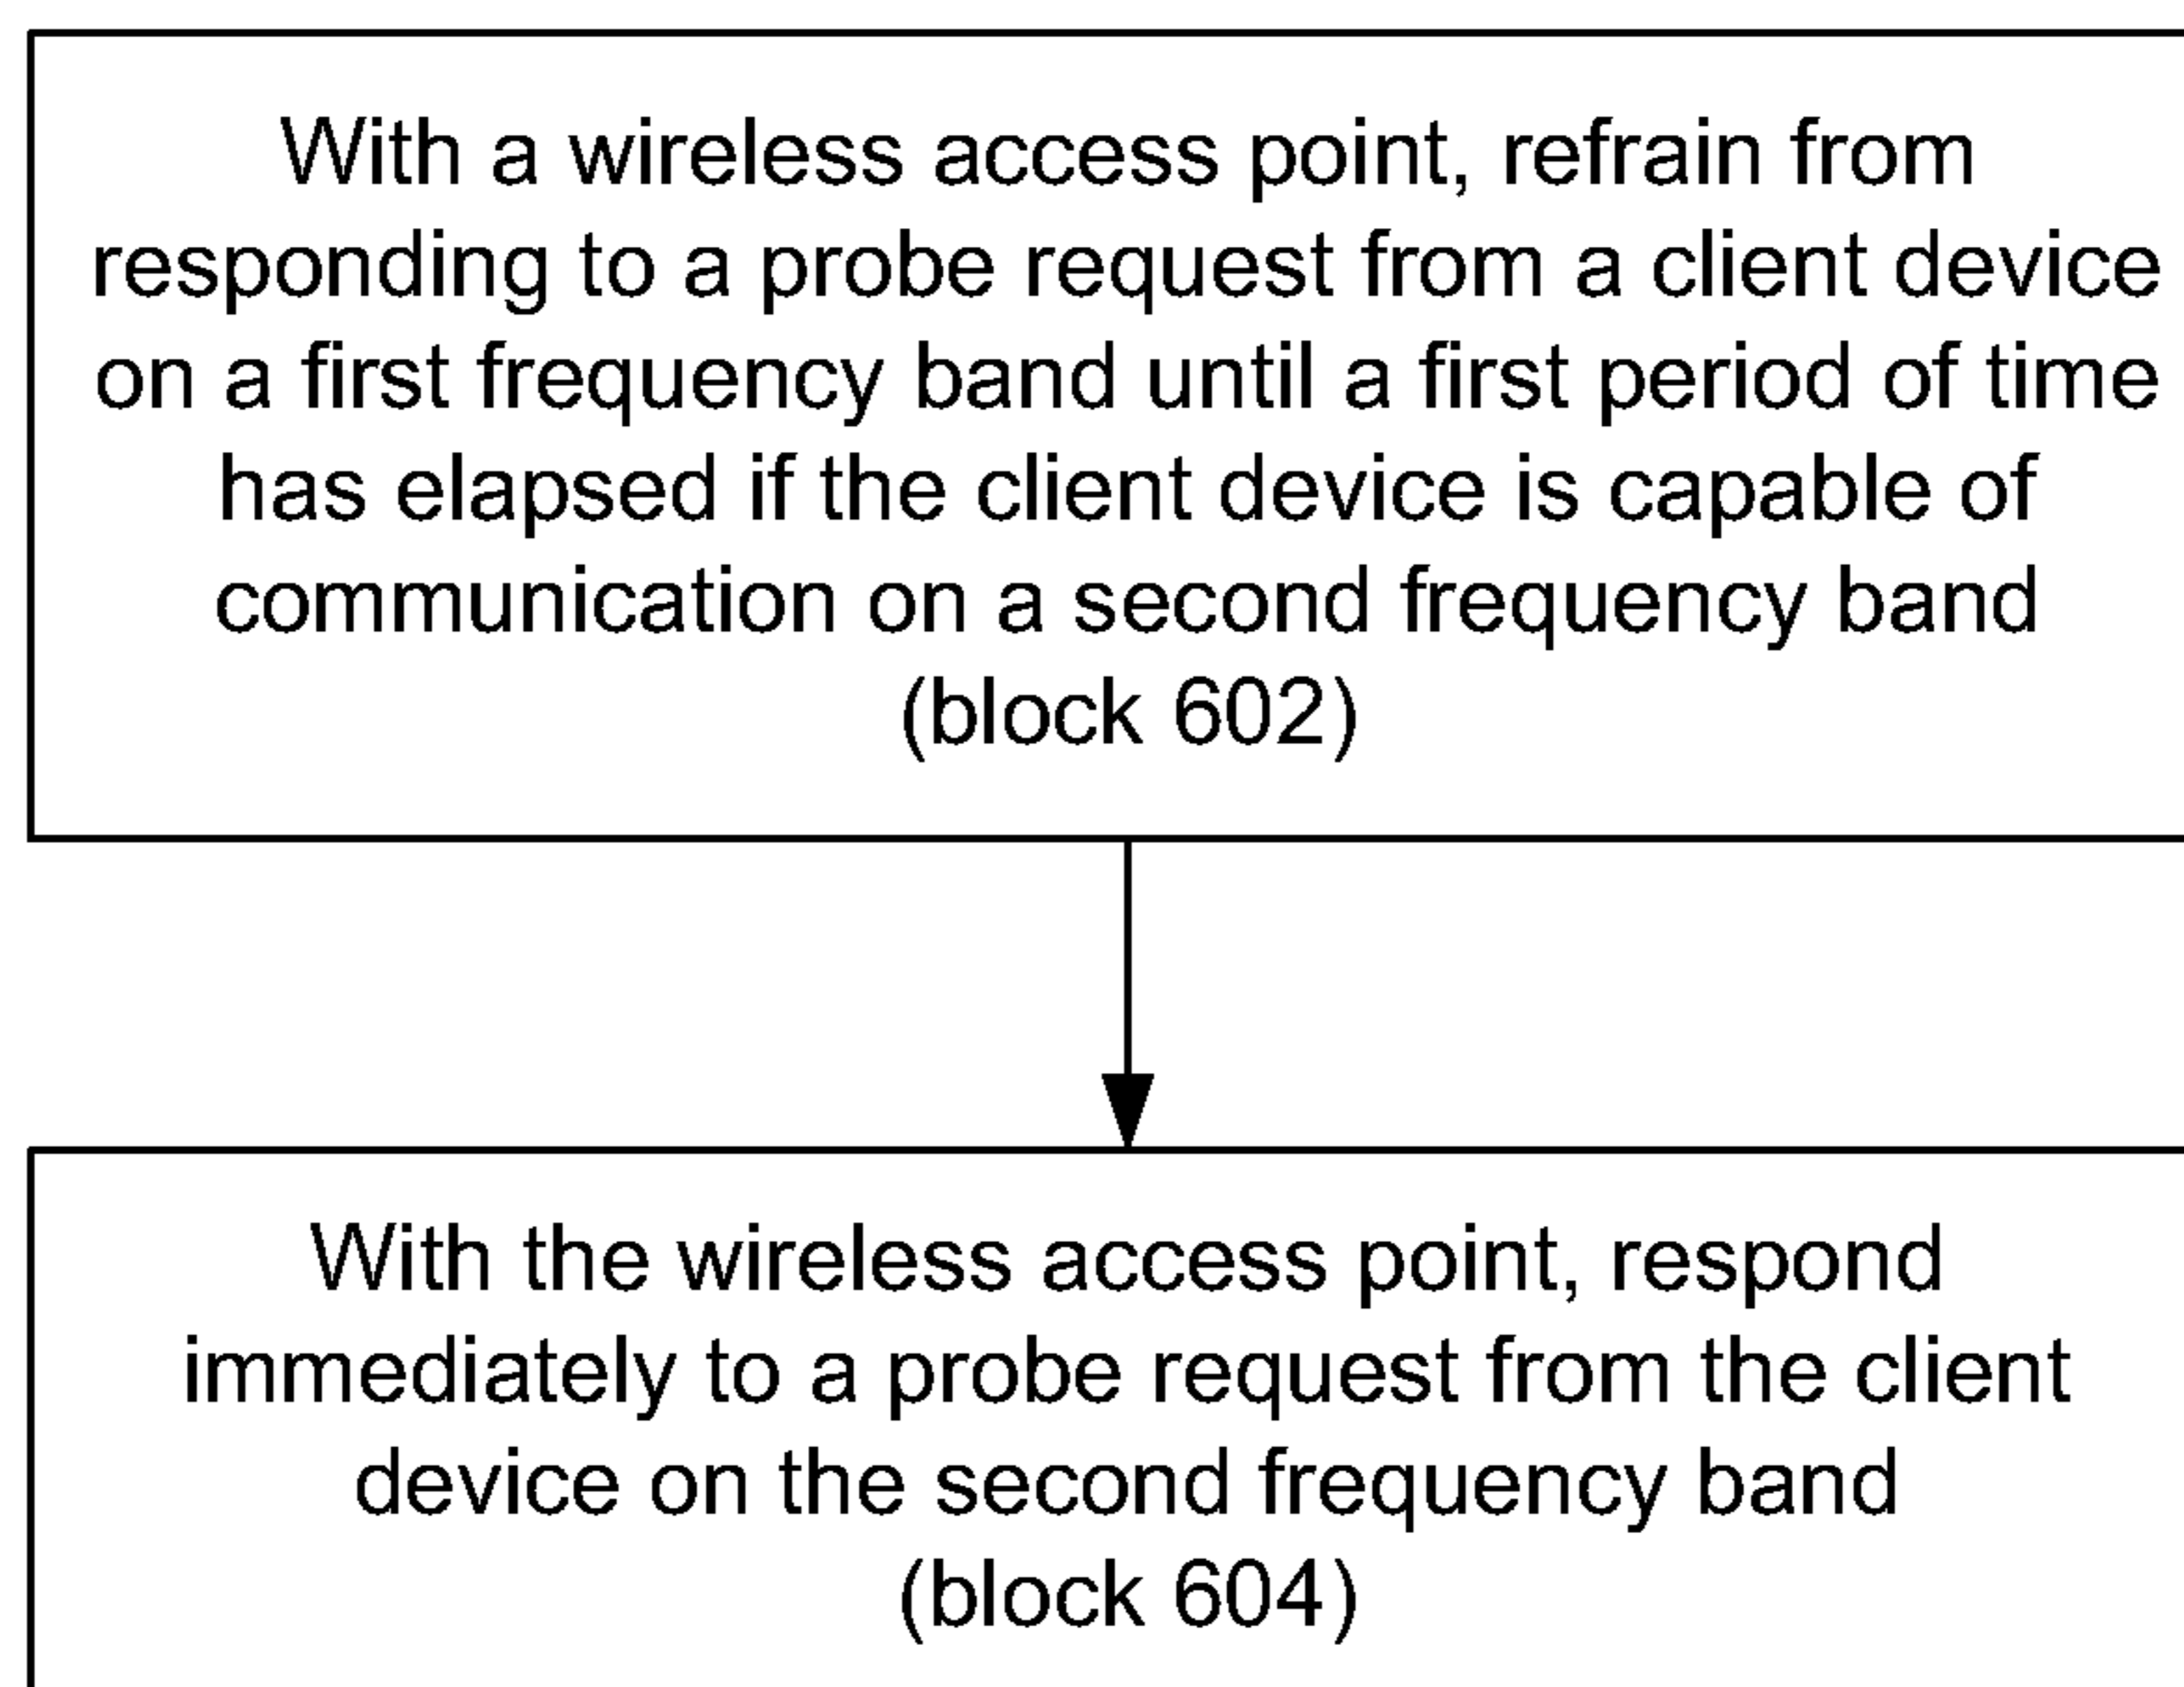 With a wireless access point, refrain from
responding to a probe request from a client device
on a first frequency band until a first period of time
has elapsed if the client device is capable of
communication on a second frequency band
(block 602)
With the wireless access point, respond
immediately to a probe request from the client
device on the second frequency band
(block 604)